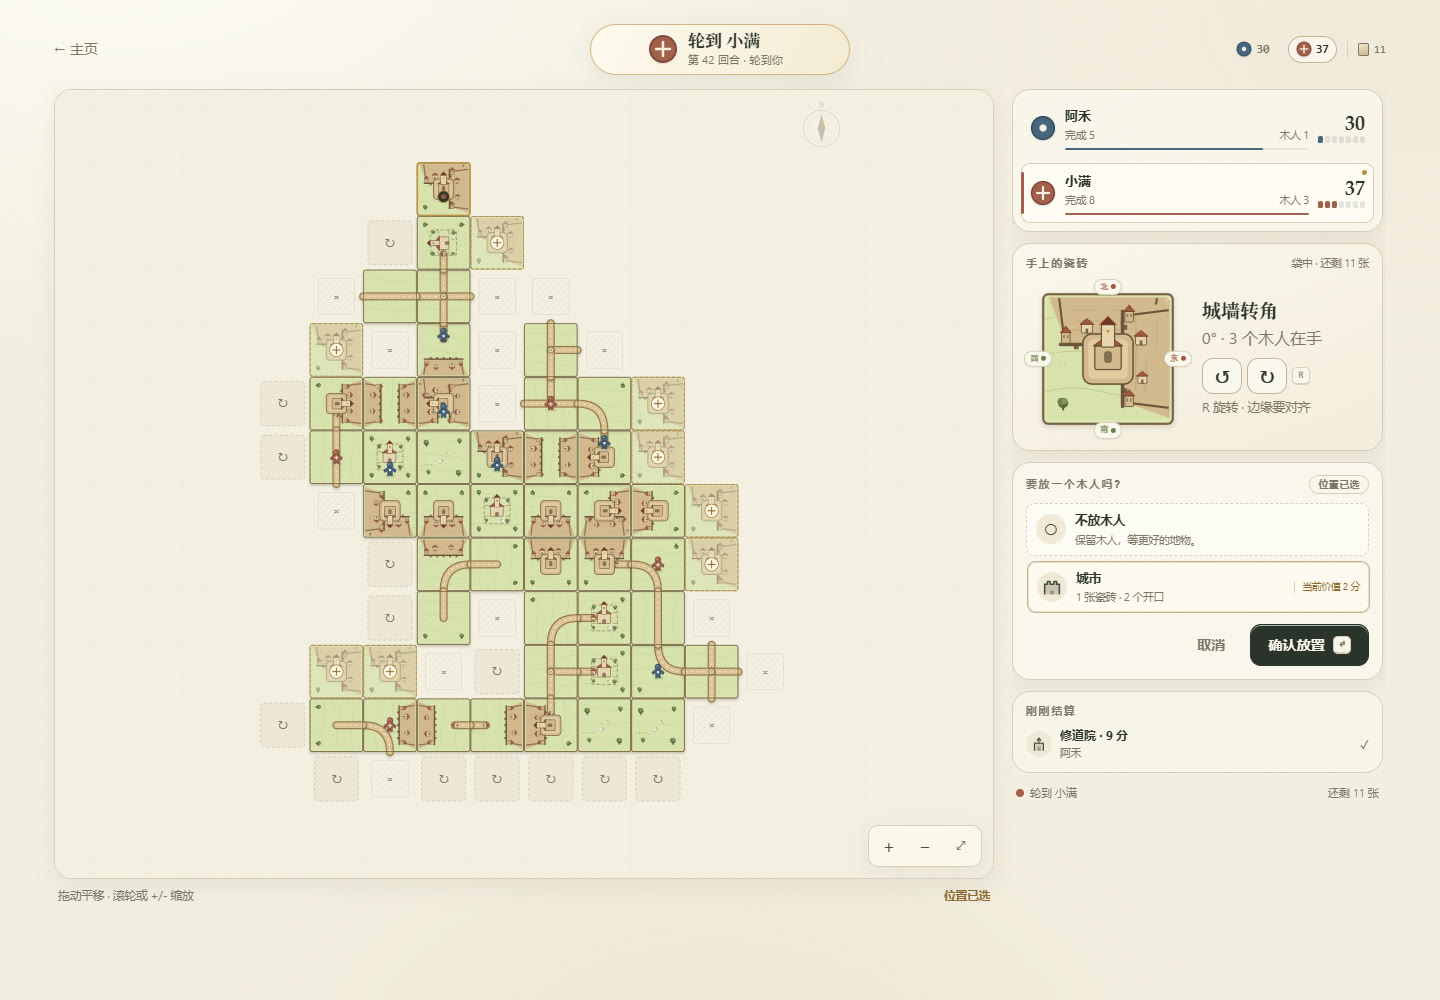 ← 主页
轮到 小满
第 42 回合 · 轮到你
30
37
11
N
阿禾
完成 5
木人 1
30
小满
完成 8
木人 3
37
手上的瓷砖
袋中 · 还剩 11 张
北
西
东
南
城墙转角
0° · 3 个木人在手
↺ ↻ R
R 旋转 · 边缘要对齐
要放一个木人吗？
位置已选
不放木人
保留木人，等更好的地物。
城市
1 张瓷砖 · 2 个开口
当前价值 2 分
取消
确认放置
刚刚结算
修道院 · 9 分
阿禾
✓
轮到 小满
还剩 11 张
+ − ⤢
拖动平移 · 滚轮或 +/- 缩放
位置已选